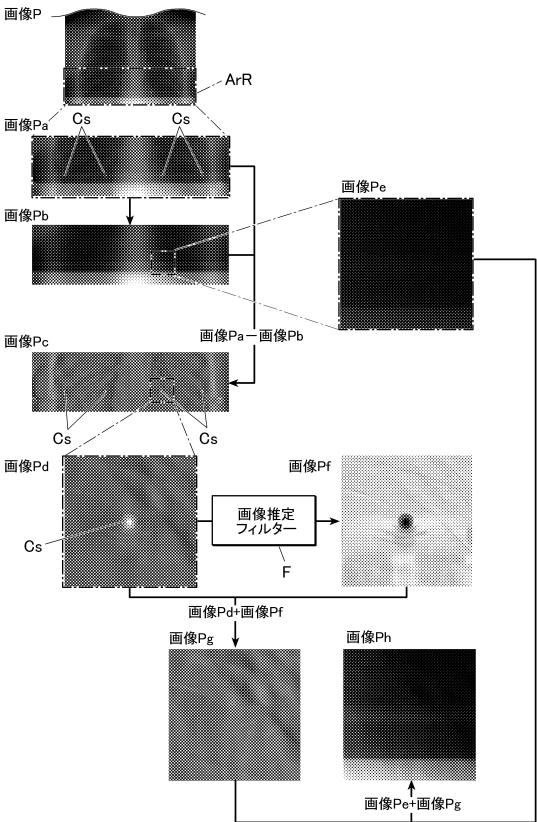 画像P
ArR
画像Pa
Cs
Cs
画像Pb
画像Pe
画像Pa－画像Pb
画像Pc
Cs
Cs
画像Pd
画像Pf
画像推定
フィルター
Cs
F
画像Pd+画像Pf
画像Pg
画像Ph
画像Pe+画像Pg